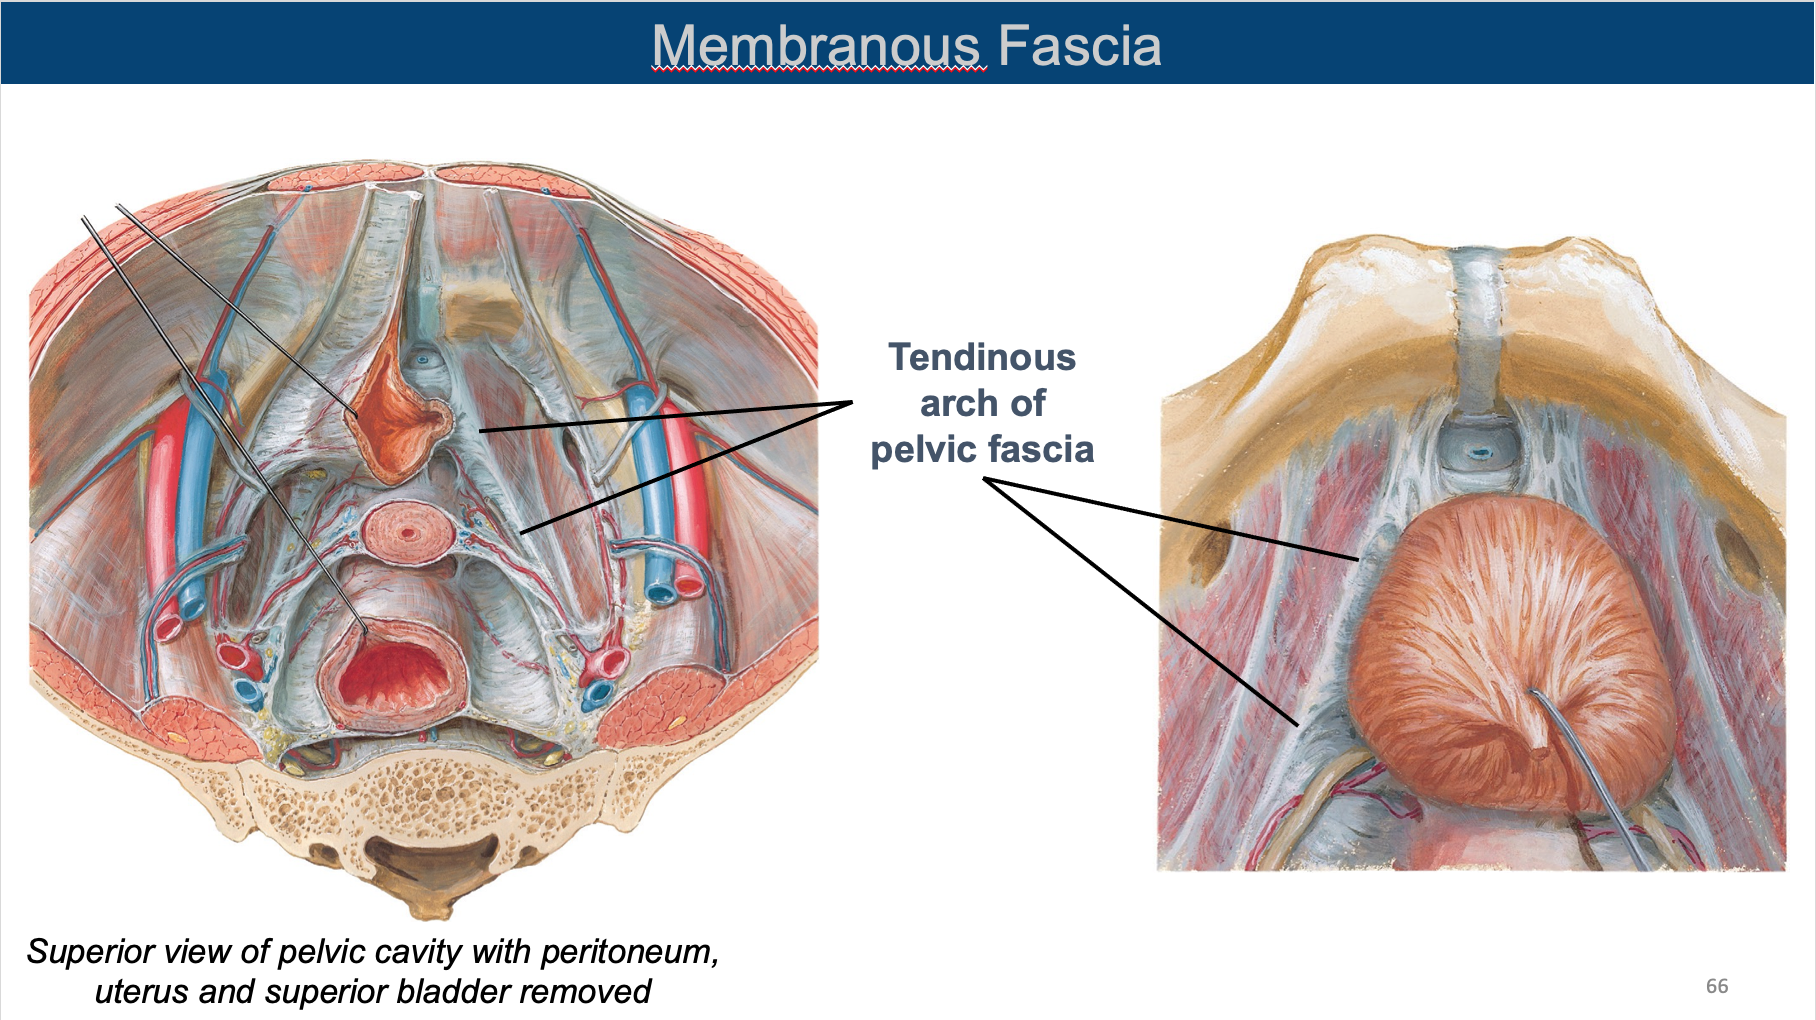 Membranous Fascia
Tendinous
arch of
pelvic fascia
Superior view of pelvic cavity with peritoneum,
uterus and superior bladder removed
66